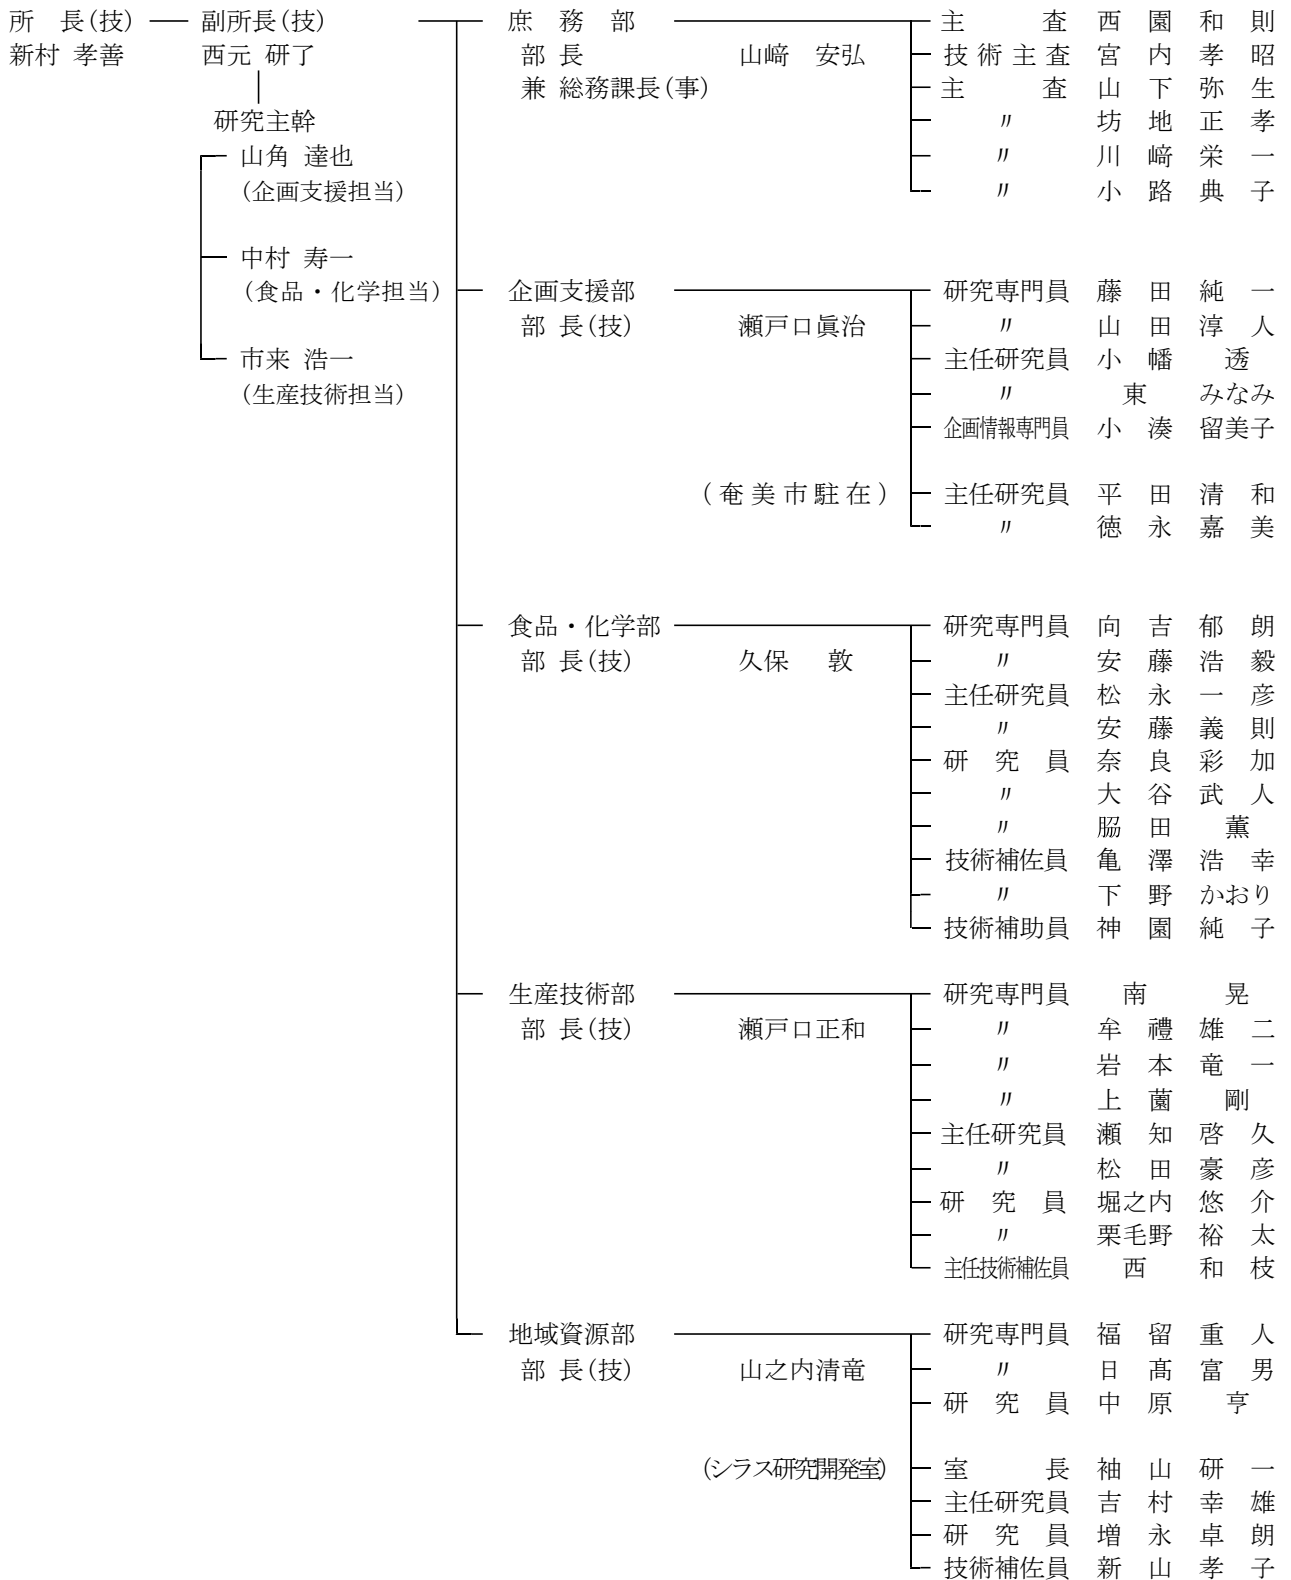 所　長(技)
新村 孝善
副所長(技)
西元 研了
研究主幹
山角 達也
(企画支援担当)
中村 寿一
(食品・化学担当)
市来 浩一
(生産技術担当)
庶　務　部
部 長　山﨑 安弘
兼 総務課長(事)
主　　査　西 園 和 則
技術主査　宮 内 孝 昭
主　　査　山 下 弥 生
〃　坊 地 正 孝
〃　川 﨑 栄 一
〃　小 路 典 子
企画支援部
部 長(技)　瀬戸口眞治
研究専門員　藤 田 純 一
〃　山 田 淳 人
主任研究員　小 幡　透
〃　東　みなみ
企画情報専門員　小 湊 留美子
(奄美市駐在)
主任研究員　平 田 清 和
〃　徳 永 嘉 美
食品・化学部
部 長(技)　久保　敦
研究専門員　向 吉 郁 朗
〃　安 藤 浩 毅
主任研究員　松 永 一 彦
〃　安 藤 義 則
研 究 員　奈 良 彩 加
〃　大 谷 武 人
〃　脇 田　薫
技術補佐員　亀 澤 浩 幸
〃　下 野 かおり
技術補助員　神 園 純 子
生産技術部
部 長(技)　瀬戸口正和
研究専門員　南　晃
〃　牟 禮 雄 二
〃　岩 本 竜 一
〃　上 薗　剛
主任研究員　瀬 知 啓 久
〃　松 田 豪 彦
研 究 員　堀之内 悠 介
〃　栗毛野 裕 太
主任技術補佐員　西　和 枝
地域資源部
部 長(技)　山之内清竜
研究専門員　福 留 重 人
〃　日 髙 富 男
研 究 員　中 原　亨
(シラス研究開発室)
室　　長　袖 山 研 一
主任研究員　吉 村 幸 雄
研 究 員　増 永 卓 朗
技術補佐員　新 山 孝 子